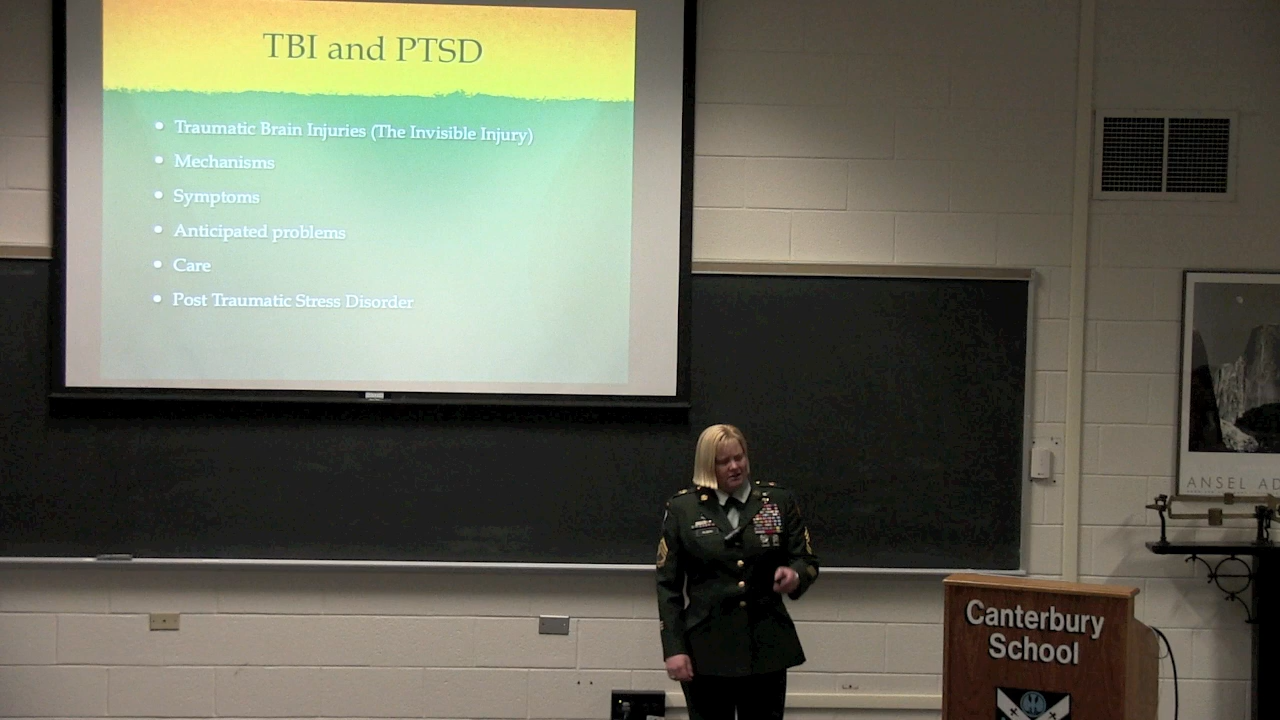 TBI and PTSD
Traumatic Brain Injuries (The Invisible Injury)
Mechanisms
Symptoms
Anticipated problems
Care
Post Traumatic Stress Disorder
ANSEL AD
Canterbury
School